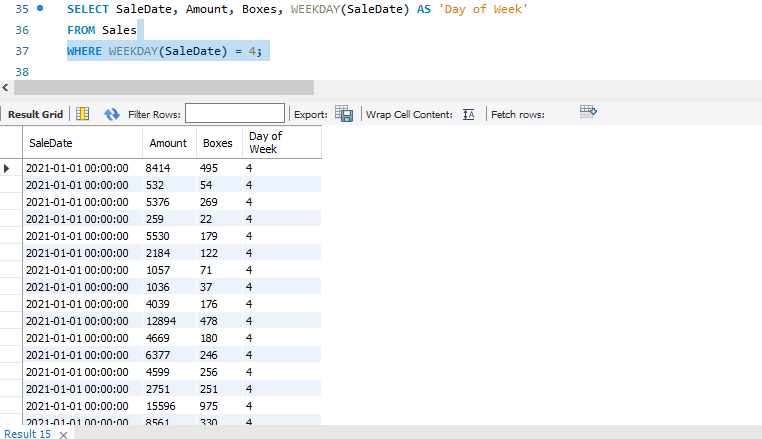 35 SELECT SaleDate, Amount, Boxes, WEEKDAY(SaleDate) AS 'Day of Week'
36 FROM Sales
37 WHERE WEEKDAY(SaleDate) = 4;
38
Result Grid Filter Rows: Export: Wrap Cell Content: IA Fetch rows:
SaleDate Amount Boxes Day of
Week
2021-01-01 00:00:00 8414 495 4
2021-01-01 00:00:00 532 54 4
2021-01-01 00:00:00 5376 269 4
2021-01-01 00:00:00 259 22 4
2021-01-01 00:00:00 5530 179 4
2021-01-01 00:00:00 2184 122 4
2021-01-01 00:00:00 1057 71 4
2021-01-01 00:00:00 1036 37 4
2021-01-01 00:00:00 4039 176 4
2021-01-01 00:00:00 12894 478 4
2021-01-01 00:00:00 4669 180 4
2021-01-01 00:00:00 6377 246 4
2021-01-01 00:00:00 4599 256 4
2021-01-01 00:00:00 2751 251 4
2021-01-01 00:00:00 15596 975 4
2021-01-01 00:00:00 8561 330 4
Result 15